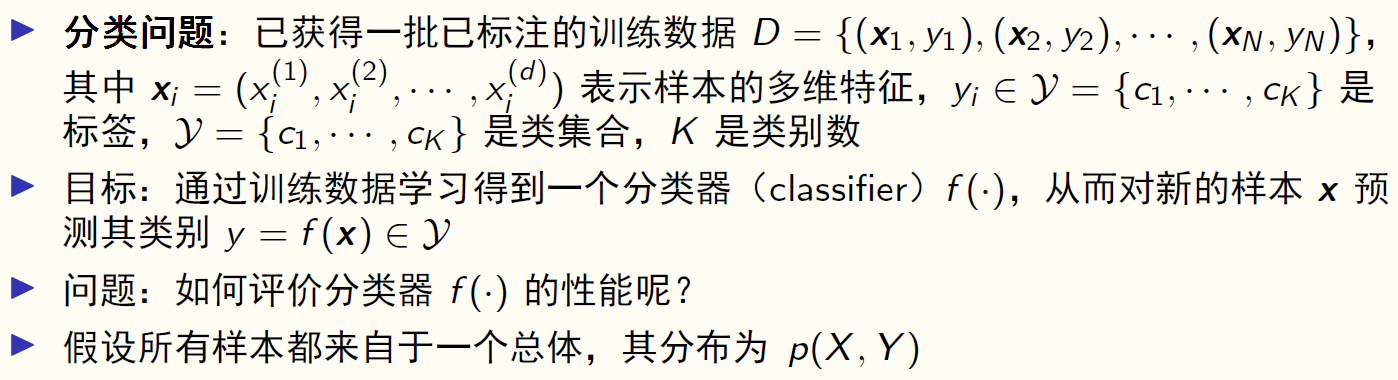 ▶ 分类问题：已获得一批已标注的训练数据 $D = \{(\boldsymbol{x}_1, y_1), (\boldsymbol{x}_2, y_2), \cdots, (\boldsymbol{x}_N, y_N)\}$，
其中 $\boldsymbol{x}_i = (x_i^{(1)}, x_i^{(2)}, \cdots, x_i^{(d)})$ 表示样本的多维特征，$y_i \in \mathcal{Y} = \{c_1, \cdots, c_K\}$ 是
标签，$\mathcal{Y} = \{c_1, \cdots, c_K\}$ 是类集合，$K$ 是类别数
▶ 目标：通过训练数据学习得到一个分类器（classifier）$f(\cdot)$，从而对新的样本 $\boldsymbol{x}$ 预
测其类别 $y = f(\boldsymbol{x}) \in \mathcal{Y}$
▶ 问题：如何评价分类器 $f(\cdot)$ 的性能呢？
▶ 假设所有样本都来自于一个总体，其分布为 $p(X, Y)$